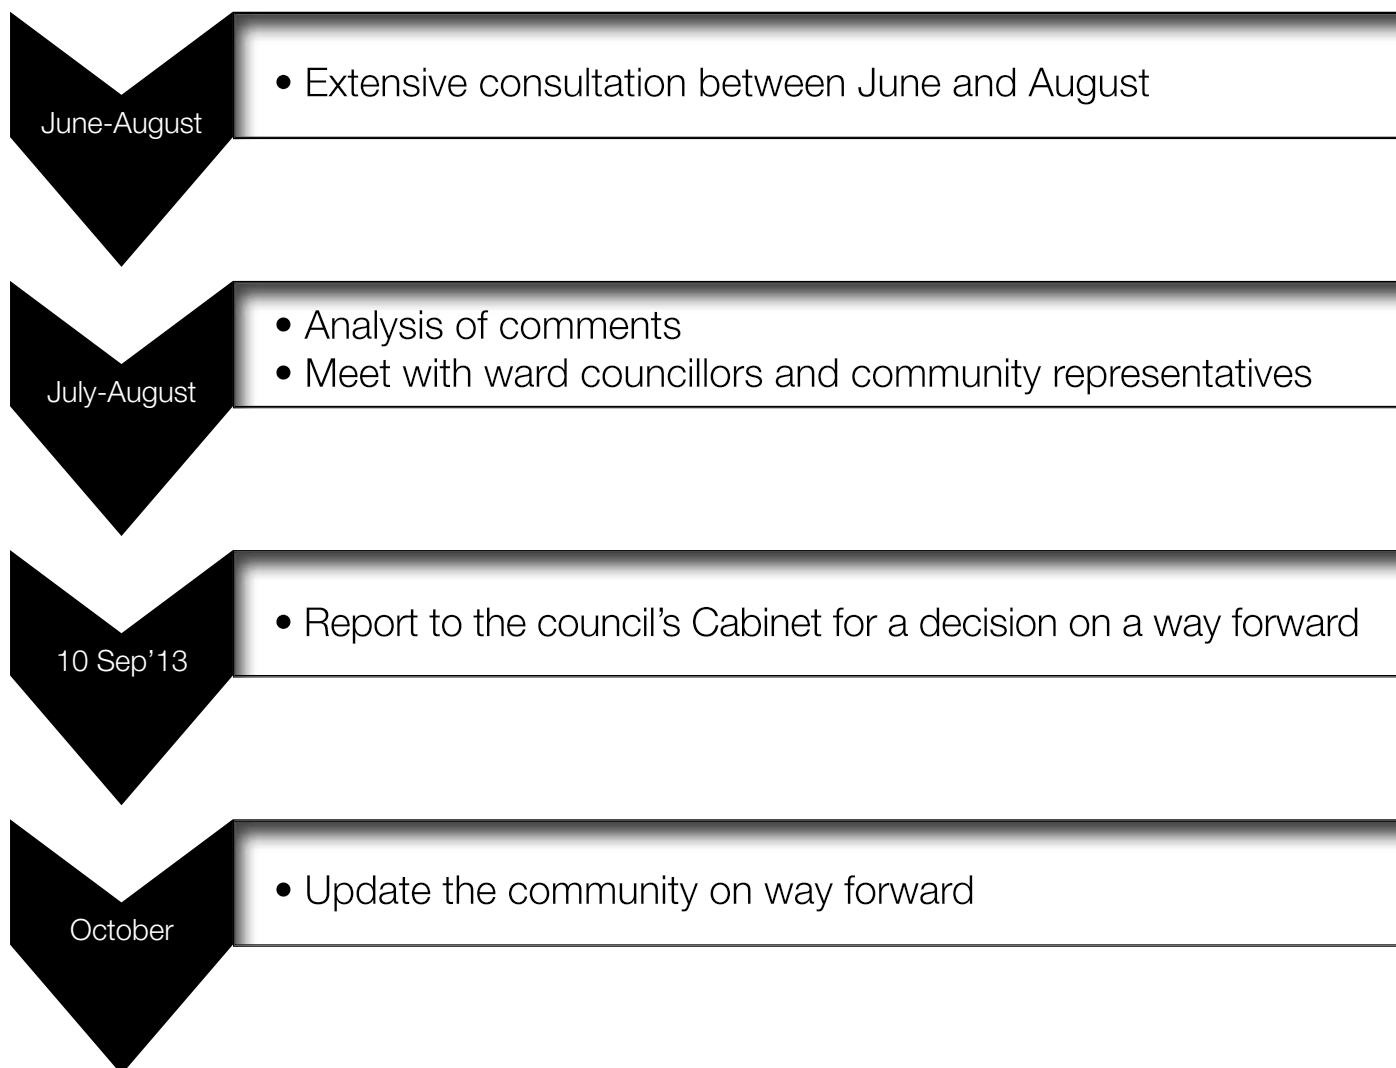 June-August
• Extensive consultation between June and August
July-August
• Analysis of comments
• Meet with ward councillors and community representatives
10 Sep’13
• Report to the council’s Cabinet for a decision on a way forward
October
• Update the community on way forward